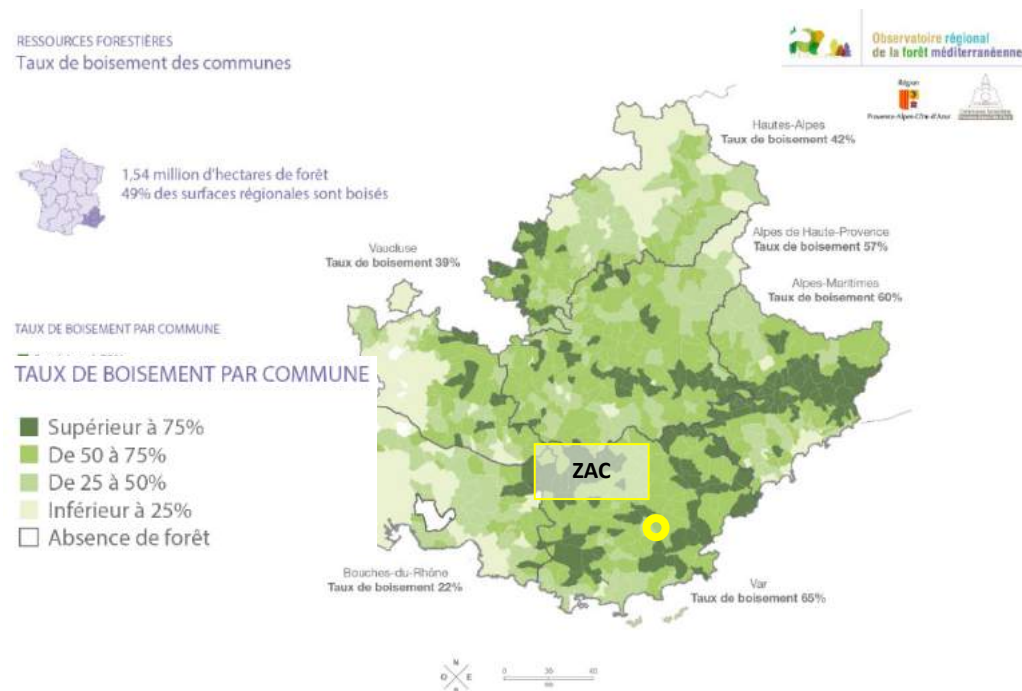 RESSOURCES FORESTIÈRES
Taux de boisement des communes
Observatoire régional
de la forêt méditerranéenne
Région
Provence-Alpes-Côte d'Azur
1,54 million d'hectares de forêt
49% des surfaces régionales sont boisés
Hautes-Alpes
Taux de boisement 42%
Alpes de Haute-Provence
Taux de boisement 57%
Vaucluse
Taux de boisement 39%
Alpes-Maritimes
Taux de boisement 60%
TAUX DE BOISEMENT PAR COMMUNE
TAUX DE BOISEMENT PAR COMMUNE
Supérieur à 75%
De 50 à 75%
De 25 à 50%
Inférieur à 25%
Absence de forêt
ZAC
Bouches-du-Rhône
Taux de boisement 22%
Var
Taux de boisement 65%
N
O E